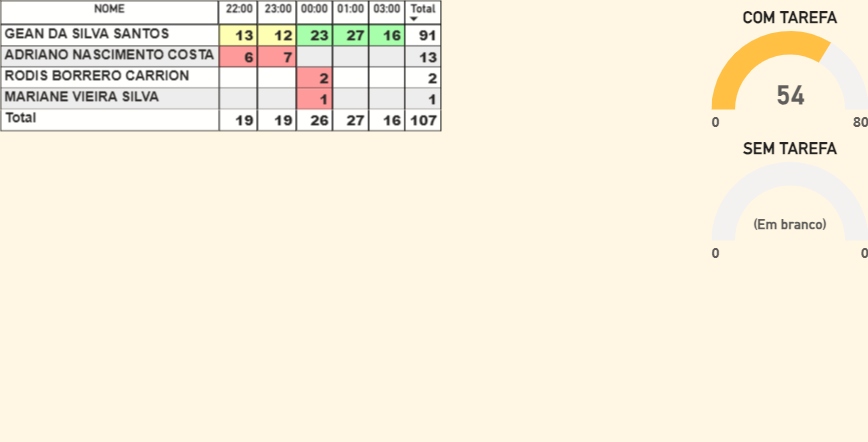 NOME 22:00 23:00 00:00 01:00 03:00 Total
GEAN DA SILVA SANTOS 13 12 23 27 16 91
ADRIANO NASCIMENTO COSTA 6 7 13
RODIS BORRERO CARRION 2 2
MARIANE VIEIRA SILVA 1 1
Total 19 19 26 27 16 107
COM TAREFA
54
0 80
SEM TAREFA
(Em branco)
0 0